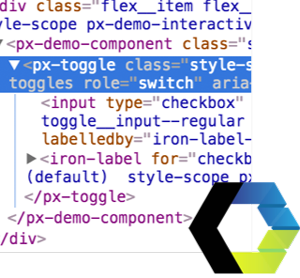 div class="flex__item flex_
style-scope px-demo-interactiv
▼<px-demo-component class="s
▼<px-toggle class="style-s
toggles role="switch" aria-
<input type="checkbox"
toggle__input--regular
labelledby="iron-label-
▶<iron-label for="checkb
(default) style-scope px
</px-toggle>
</px-demo-component>
</div>